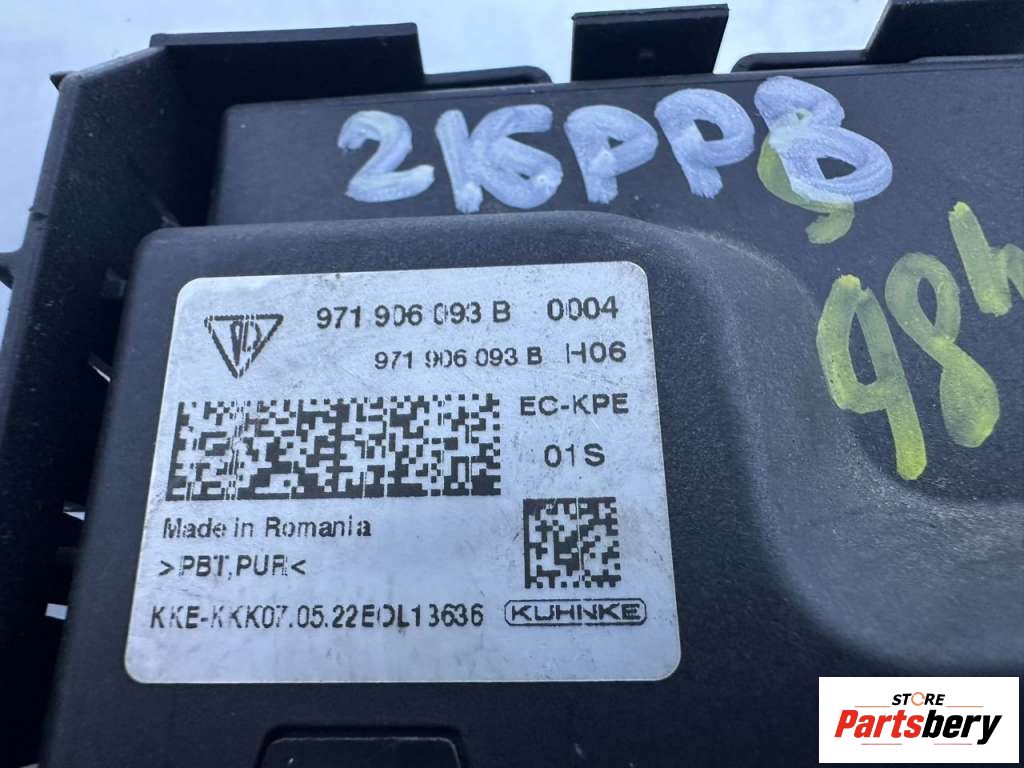 2KPPB
98h
971 906 093 B 0004
971 906 093 B H06
EC-KPE
01S
Made in Romania
>PBT,PUR<
KKE-KKK07.05.22EOL13636
KUHNKE
STORE
Partsbery